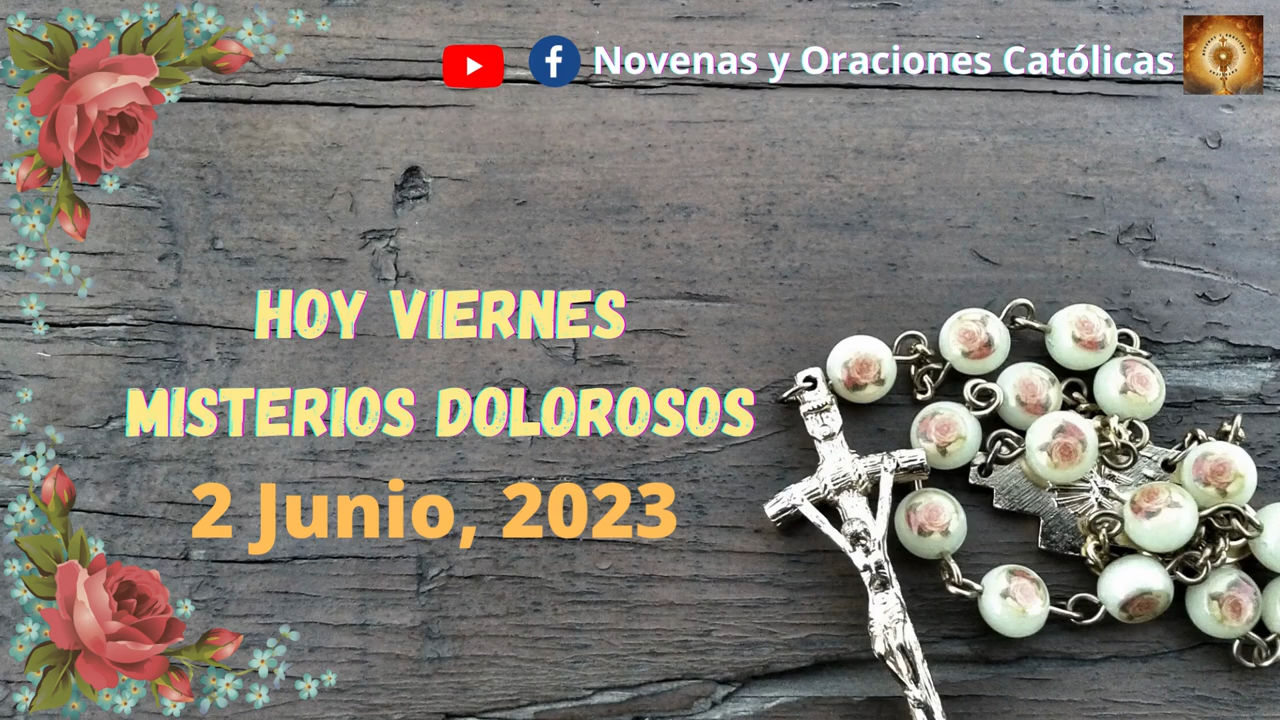 Novenas y Oraciones Católicas
HOY VIERNES
MISTERIOS DOLOROSOS
2 Junio, 2023